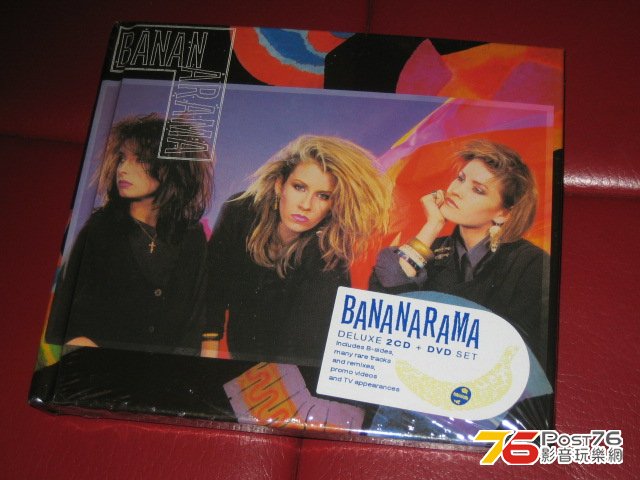 BANAN
ARAMA
BANANARAMA
DELUXE 2CD + DVD SET
Includes B-sides,
many rare tracks
and remixes,
promo videos
and TV appearances
76 Post76
影音玩樂網